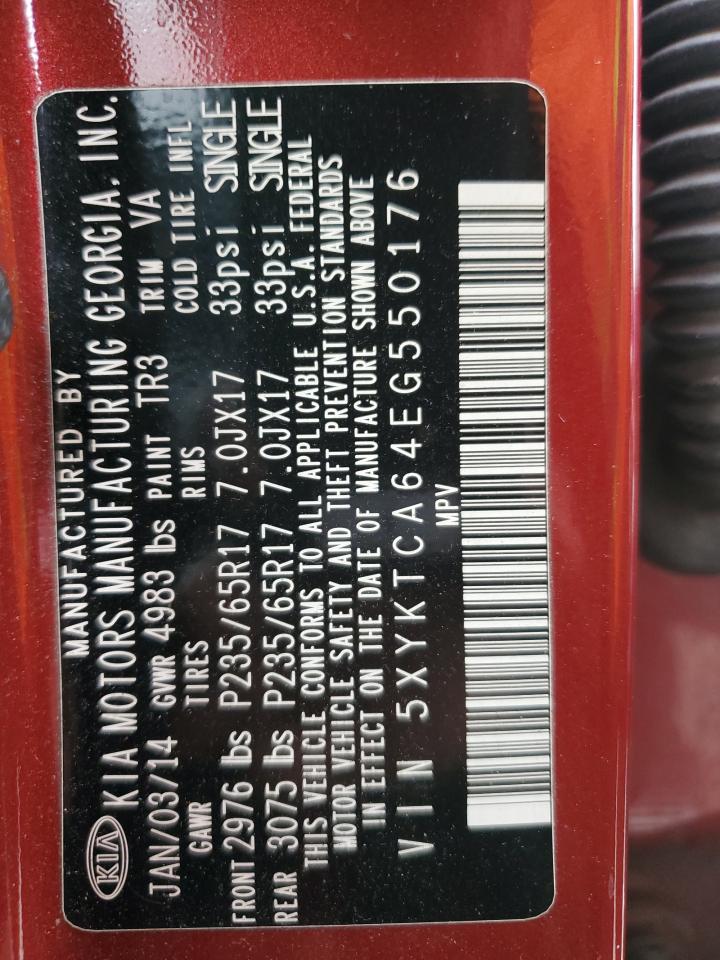 MANUFACTURED BY
KIA KIA MOTORS MANUFACTURING GEORGIA, INC.
JAN/03/14 GVWR 4983 lbs PAINT TR3 TRIM VA
GAWR TIRES RIMS COLD TIRE INFL
FRONT 2976 lbs P235/65R17 7.0JX17 33psi SINGLE
REAR 3075 lbs P235/65R17 7.0JX17 33psi SINGLE
THIS VEHICLE CONFORMS TO ALL APPLICABLE U.S.A. FEDERAL
MOTOR VEHICLE SAFETY AND THEFT PREVENTION STANDARDS
IN EFFECT ON THE DATE OF MANUFACTURE SHOWN ABOVE
VIN 5XYKTCA64EG550176
MPV